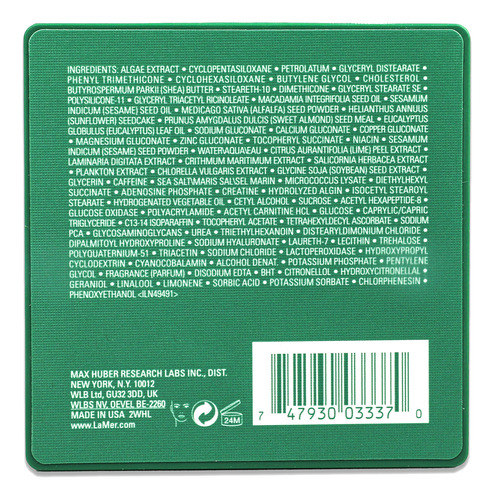 INGREDIENTS: ALGAE EXTRACT • CYCLOPENTASILOXANE • PETROLATUM • GLYCERYL DISTEARATE •
PHENYL TRIMETHICONE • CYCLOHEXASILOXANE • BUTYLENE GLYCOL • CHOLESTEROL •
BUTYROSPERMUM PARKII (SHEA) BUTTER • STEARETH-10 • DIMETHICONE • GLYCERYL STEARATE SE •
POLYSILICONE-11 • GLYCERYL TRIACETYL RICINOLEATE • MACADAMIA INTEGRIFOLIA SEED OIL • SESAMUM
INDICUM (SESAME) SEED OIL • MEDICAGO SATIVA (ALFALFA) SEED POWDER • HELIANTHUS ANNUUS
(SUNFLOWER) SEEDCAKE • PRUNUS AMYGDALUS DULCIS (SWEET ALMOND) SEED MEAL • EUCALYPTUS
GLOBULUS (EUCALYPTUS) LEAF OIL • SODIUM GLUCONATE • CALCIUM GLUCONATE • COPPER GLUCONATE
• MAGNESIUM GLUCONATE • ZINC GLUCONATE • TOCOPHERYL SUCCINATE • NIACIN • SESAMUM
INDICUM (SESAME) SEED POWDER • WATER\AQUA\EAU • CITRUS AURANTIFOLIA (LIME) PEEL EXTRACT •
LAMINARIA DIGITATA EXTRACT • CRITHMUM MARITIMUM EXTRACT • SALICORNIA HERBACEA EXTRACT
• PLANKTON EXTRACT • CHLORELLA VULGARIS EXTRACT • GLYCINE SOJA (SOYBEAN) SEED EXTRACT •
GLYCERIN • CAFFEINE • SEA SALT\MARIS SAL\SEL MARIN • MICROCOCCUS LYSATE • DIETHYLHEXYL
SUCCINATE • ADENOSINE PHOSPHATE • CREATINE • HYDROLYZED ALGIN • ISOCETYL STEAROYL
STEARATE • HYDROGENATED VEGETABLE OIL • CETYL ALCOHOL • SUCROSE • ACETYL HEXAPEPTIDE-8 •
GLUCOSE OXIDASE • POLYACRYLAMIDE • ACETYL CARNITINE HCL • GLUCOSE • CAPRYLIC/CAPRIC
TRIGLYCERIDE • C13-14 ISOPARAFFIN • TOCOPHERYL ACETATE • TETRAHEXYLDECYL ASCORBATE • SODIUM
PCA • GLYCOSAMINOGLYCANS • UREA • TRIETHYLHEXANOIN • DISTEARYLDIMONIUM CHLORIDE •
DIPALMITOYL HYDROXYPROLINE • SODIUM HYALURONATE • LAURETH-7 • LECITHIN • TREHALOSE •
POLYQUATERNIUM-51 • TRIACETIN • SODIUM CHLORIDE • LACTOPEROXIDASE • HYDROXYPROPYL
CYCLODEXTRIN • CYANOCOBALAMIN • ALCOHOL DENAT. • POTASSIUM PHOSPHATE • PENTYLENE
GLYCOL • FRAGRANCE (PARFUM) • DISODIUM EDTA • BHT • CITRONELLOL • HYDROXYCITRONELLAL •
GERANIOL • LINALOOL • LIMONENE • SORBIC ACID • POTASSIUM SORBATE • CHLORPHENESIN •
PHENOXYETHANOL <ILN49491>
MAX HUBER RESEARCH LABS INC., DIST.
NEW YORK, N.Y. 10012
WLB Ltd, GU32 3DD, UK
WLBS NV. OEVEL BE-2260
MADE IN USA 2WHL
www.LaMer.com
24M
7 47930 03337 0